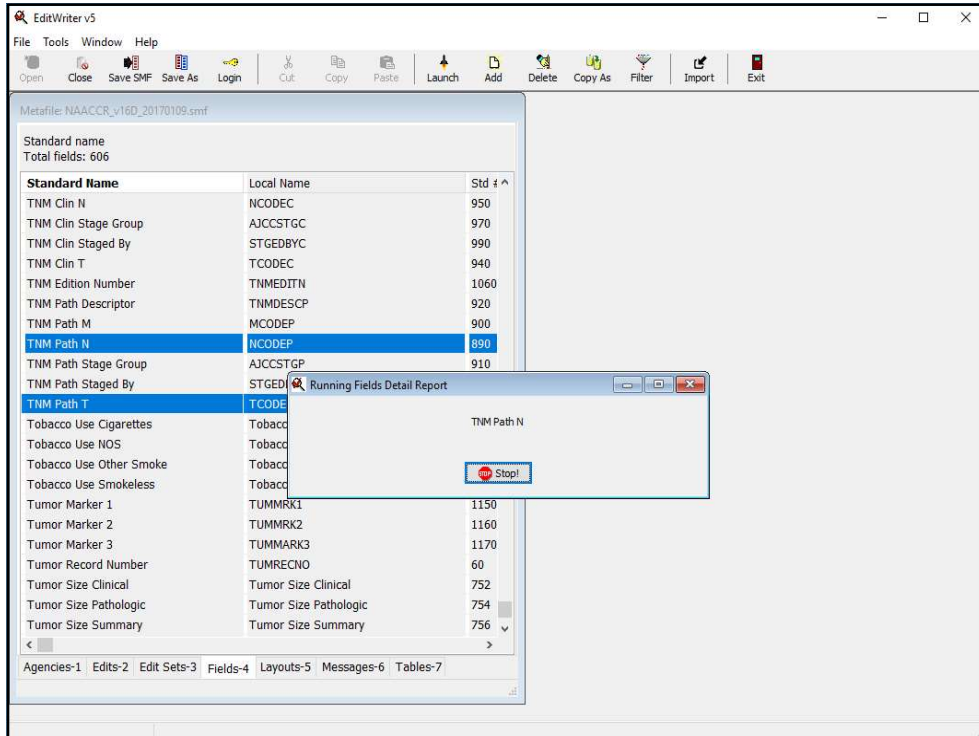 EditWriter v5
File Tools Window Help
Open Close Save SMF Save As Login Cut Copy Paste Launch Add Delete Copy As Filter Import Exit
Metafile: NAACCR_v16D_20170109.smf
Standard name
Total fields: 606
Standard Name Local Name Std #
TNM Clin N NCODEC 950
TNM Clin Stage Group AJCCSTGC 970
TNM Clin Staged By STGEDBYC 990
TNM Clin T TCODEC 940
TNM Edition Number TNMEDITN 1060
TNM Path Descriptor TNMDESCP 920
TNM Path M MCODEP 900
TNM Path N NCODEP 890
TNM Path Stage Group AJCCSTGP 910
TNM Path Staged By STGED
Running Fields Detail Report
TNM Path T TCODE
TNM Path N
Tobacco Use Cigarettes Tobacc
Tobacco Use NOS Tobacc
Tobacco Use Other Smoke Tobacc
STOP Stop!
Tobacco Use Smokeless Tobacc
Tumor Marker 1 TUMMRK1 1150
Tumor Marker 2 TUMMRK2 1160
Tumor Marker 3 TUMMARK3 1170
Tumor Record Number TUMRECNO 60
Tumor Size Clinical Tumor Size Clinical 752
Tumor Size Pathologic Tumor Size Pathologic 754
Tumor Size Summary Tumor Size Summary 756
Agencies-1 Edits-2 Edit Sets-3 Fields-4 Layouts-5 Messages-6 Tables-7